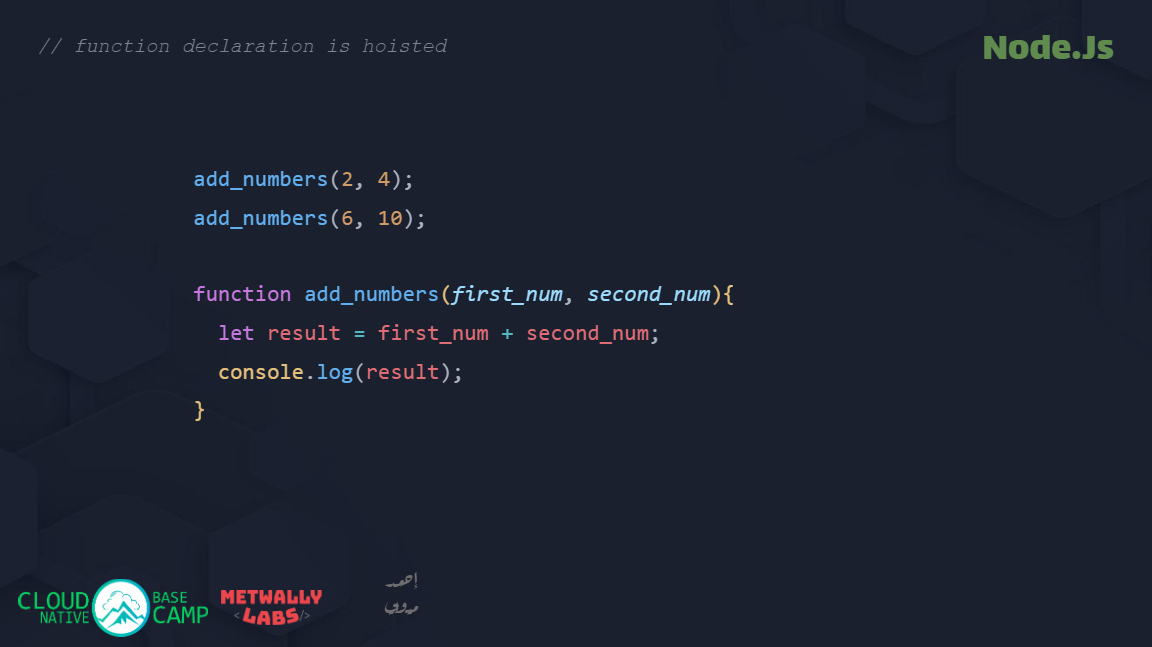 // function declaration is hoisted
Node.Js
add_numbers(2, 4);
add_numbers(6, 10);
function add_numbers(first_num, second_num){
let result = first_num + second_num;
console.log(result);
}
CLOUD NATIVE
BASE CAMP
METWALLY
<LABS/>
إحمد